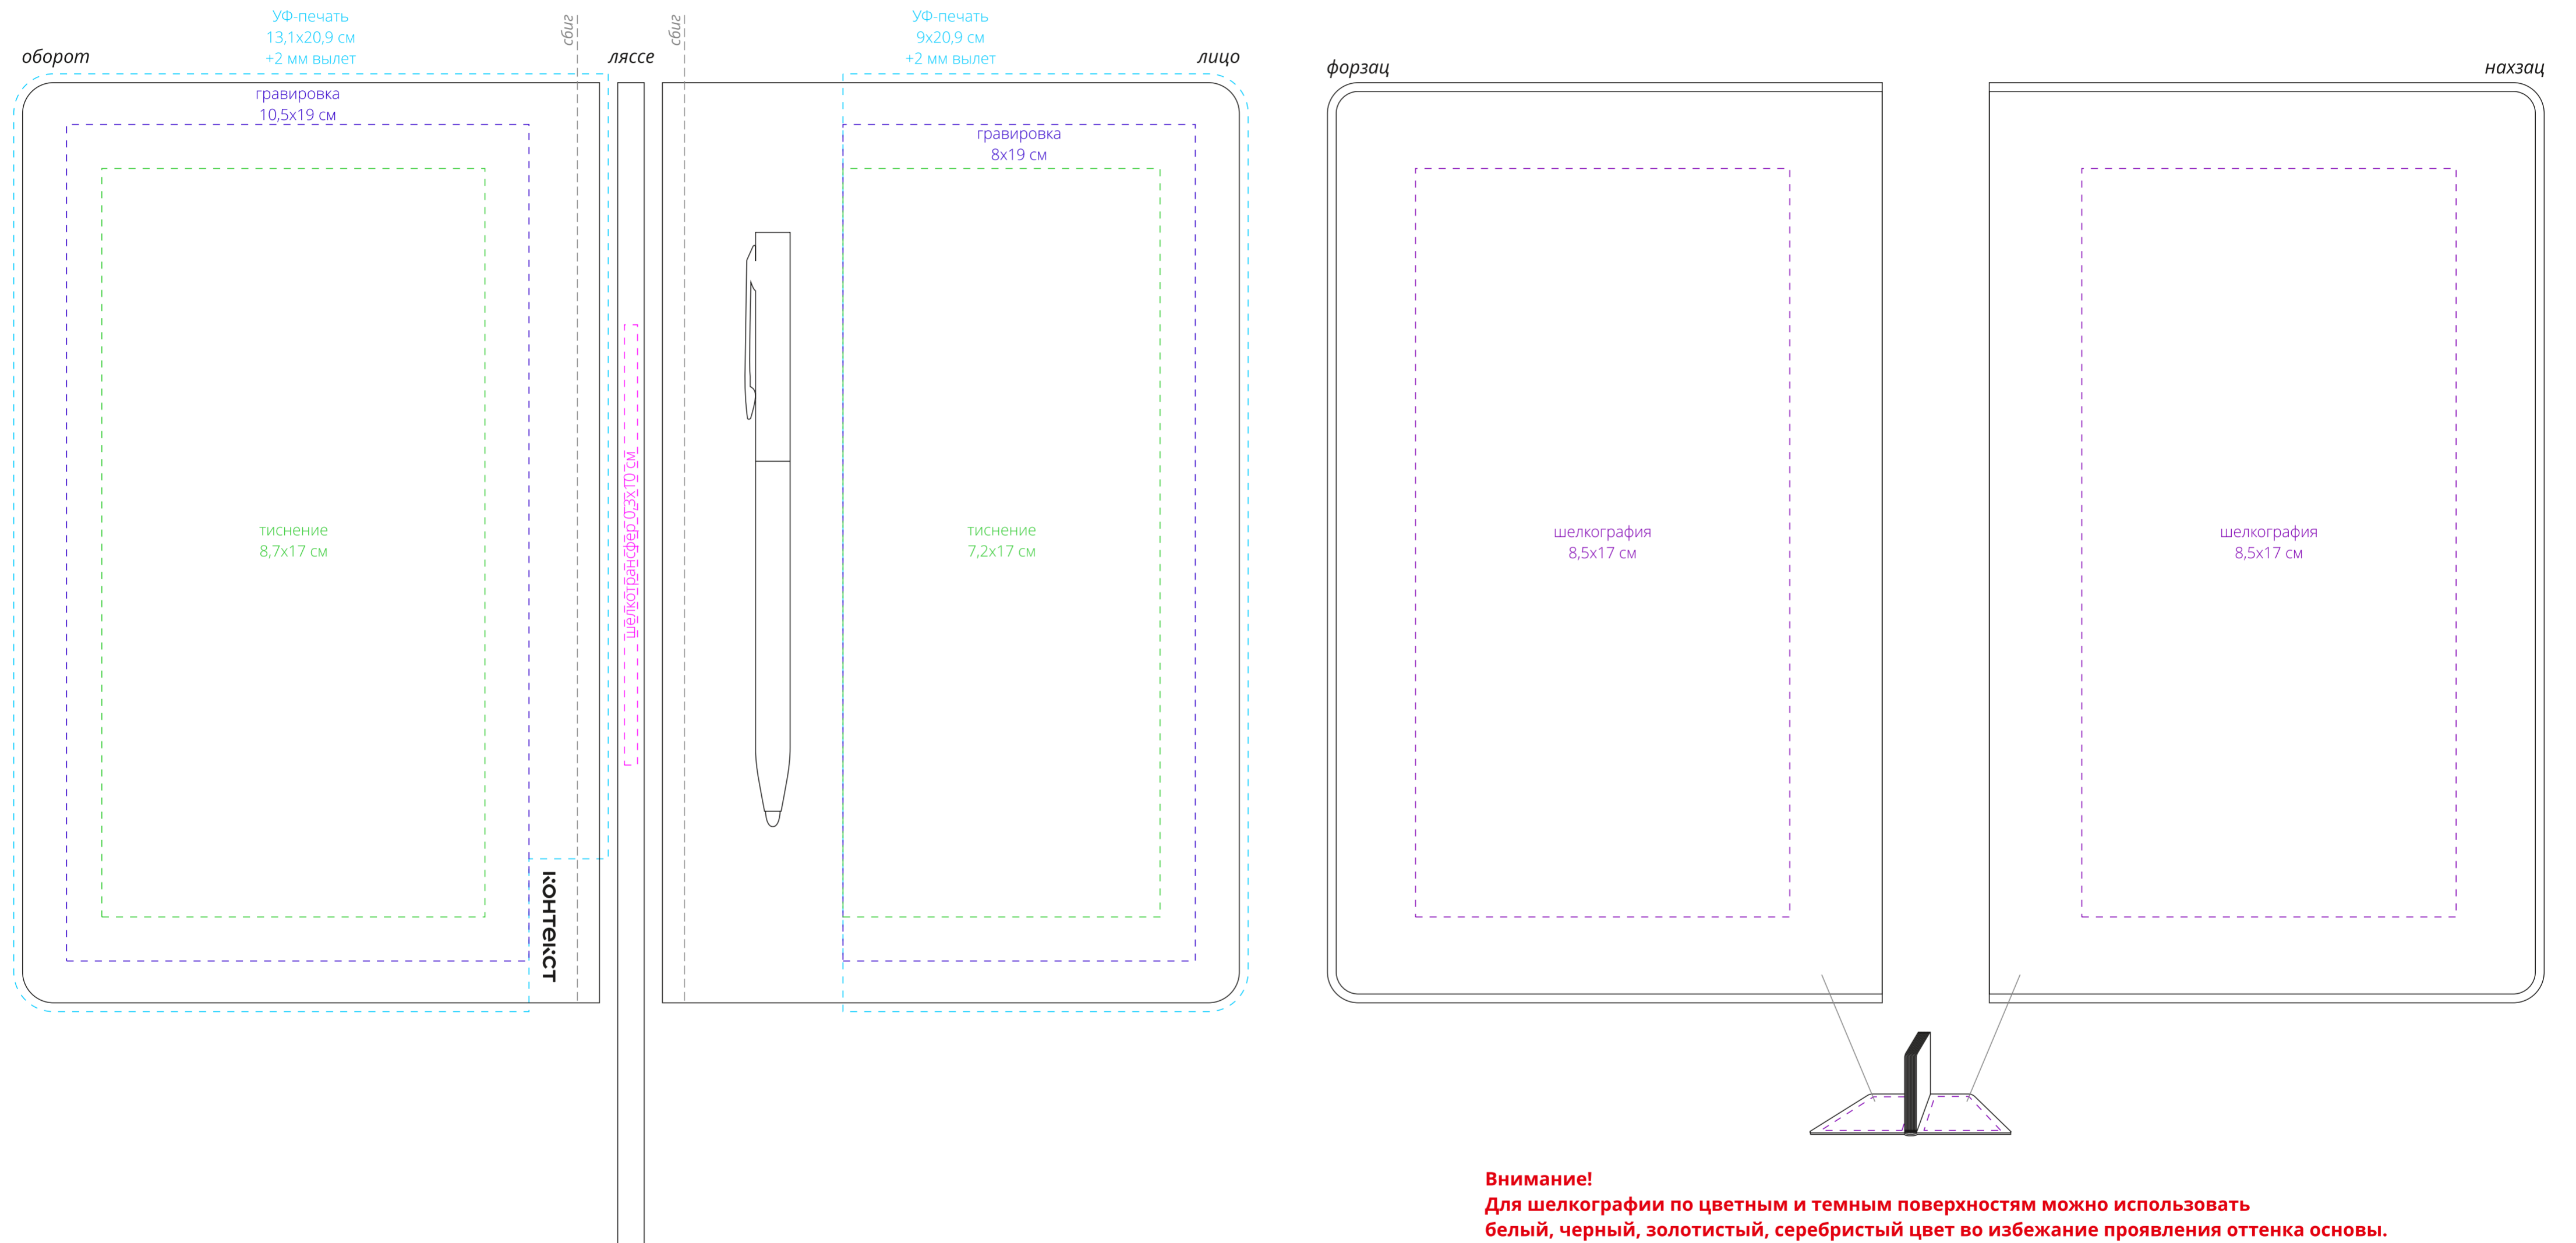 УФ-печать
13,1х20,9 см
+2 мм вылет
сбиг
сбиг
УФ-печать
9х20,9 см
+2 мм вылет
оборот
ляссе
лицо
форзац
нахзац
гравировка
10,5х19 см
гравировка
8х19 см
тиснение
8,7х17 см
шелкотрансфер 0,3х10 см
тиснение
7,2х17 см
шелкография
8,5х17 см
шелкография
8,5х17 см
контекст
Внимание!
Для шелкографии по цветным и темным поверхностям можно использовать
белый, черный, золотистый, серебристый цвет во избежание проявления оттенка основы.